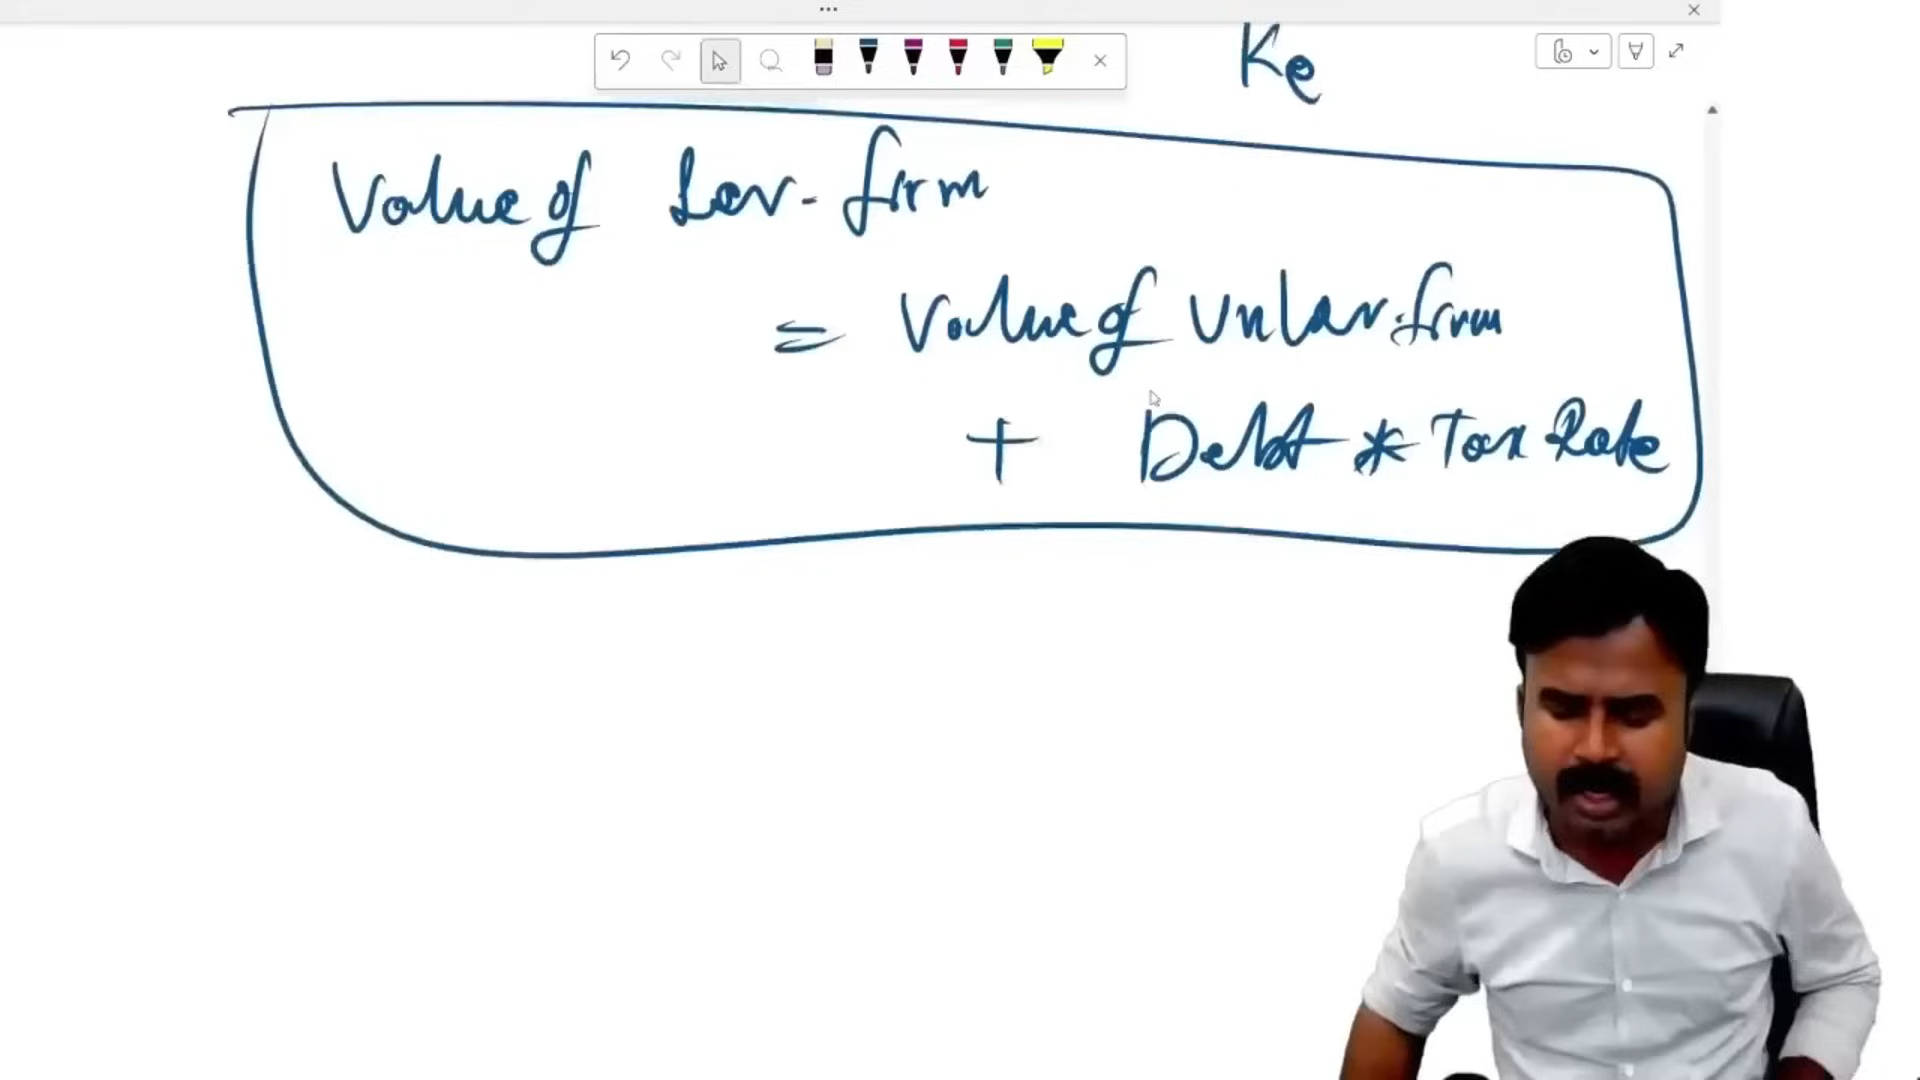 Ke
Value of Lev. firm
= Value of Unlev. firm
+ Debt * Tax Rate